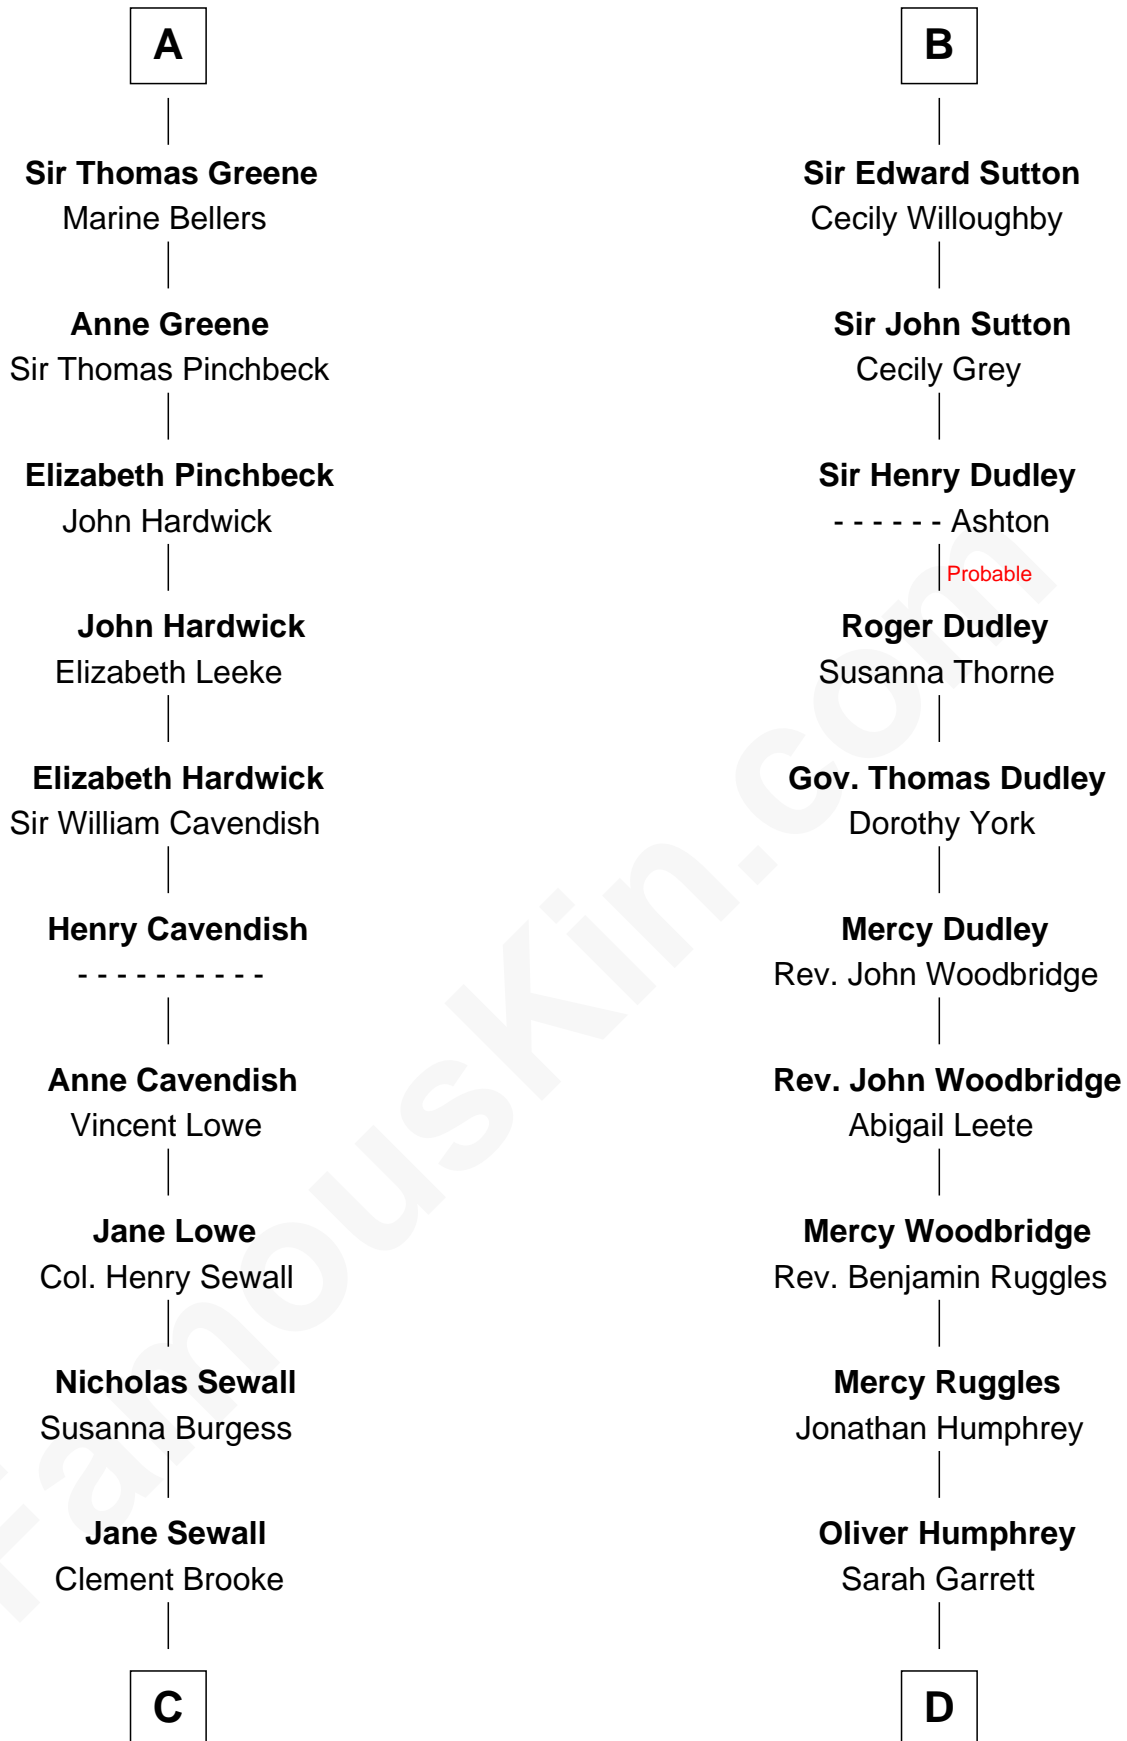 A
Sir Thomas Greene
Marine Bellers
Anne Greene
Sir Thomas Pinchbeck
Elizabeth Pinchbeck
John Hardwick
John Hardwick
Elizabeth Leeke
Elizabeth Hardwick
Sir William Cavendish
Henry Cavendish
- - - - - - - - - -
Anne Cavendish
Vincent Lowe
Jane Lowe
Col. Henry Sewall
Nicholas Sewall
Susanna Burgess
Jane Sewall
Clement Brooke
C
B
Sir Edward Sutton
Cecily Willoughby
Sir John Sutton
Cecily Grey
Sir Henry Dudley
- - - - - - Ashton
Probable
Roger Dudley
Susanna Thorne
Gov. Thomas Dudley
Dorothy York
Mercy Dudley
Rev. John Woodbridge
Rev. John Woodbridge
Abigail Leete
Mercy Woodbridge
Rev. Benjamin Ruggles
Mercy Ruggles
Jonathan Humphrey
Oliver Humphrey
Sarah Garrett
D
FamousKin.com